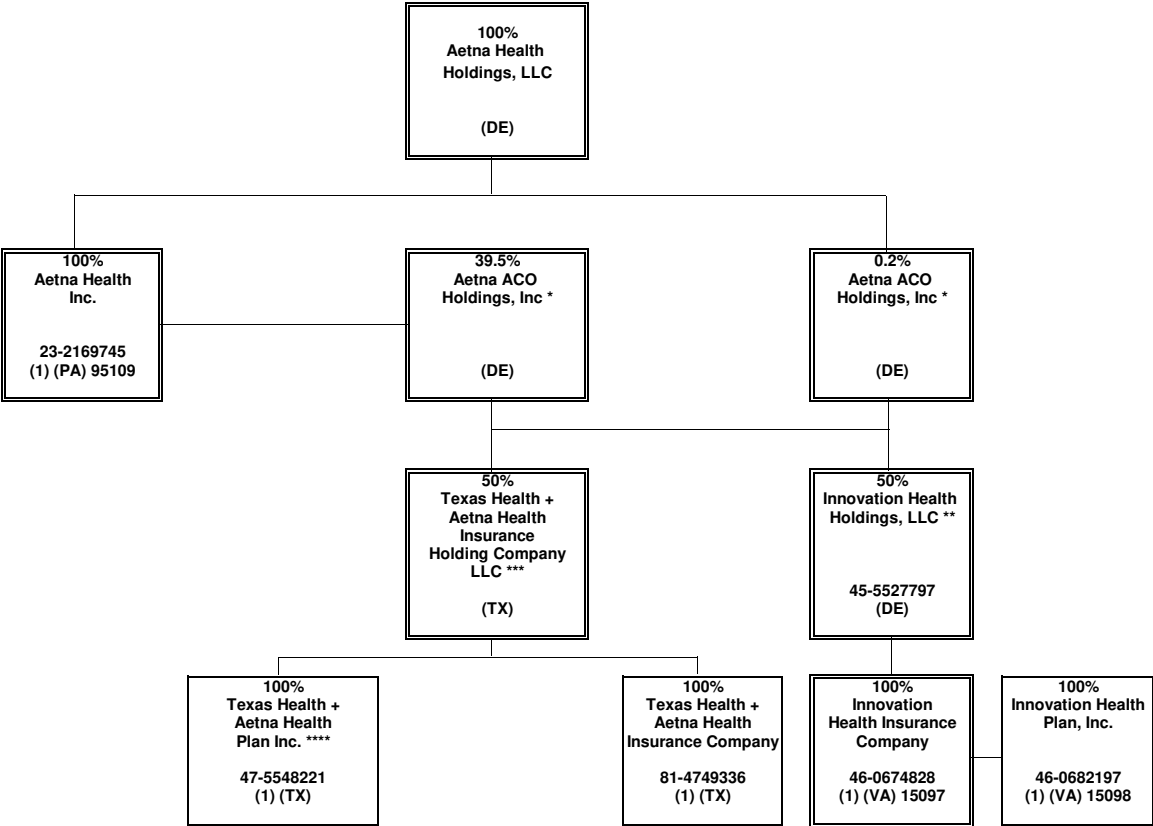 100%
Aetna Health
Holdings, LLC
(DE)
100%
Aetna Health
Inc.
23-2169745
(1) (PA) 95109
39.5%
Aetna ACO
Holdings, Inc *
(DE)
0.2%
Aetna ACO
Holdings, Inc *
(DE)
50%
Texas Health +
Aetna Health
Insurance
Holding Company
LLC ***
(TX)
50%
Innovation Health
Holdings, LLC **
45-5527797
(DE)
100%
Texas Health +
Aetna Health
Plan Inc. ****
47-5548221
(1) (TX)
100%
Texas Health +
Aetna Health
Insurance Company
81-4749336
(1) (TX)
100%
Innovation
Health Insurance
Company
46-0674828
(1) (VA) 15097
100%
Innovation Health
Plan, Inc.
46-0682197
(1) (VA) 15098